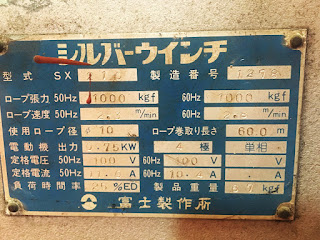 シルバーウインチ
型式 SX 製造番号
ロープ張力 50Hz 1000 kgf 60Hz 1000 kgf
ロープ速度 50Hz m/min 60Hz m/min
使用ロープ径 φ10 ロープ巻取り長さ 60.0 m
電動機出力 0.75 KW 4 極 単相
定格電圧 50Hz 100 V 60Hz 100 V
定格電流 50Hz A 60Hz A
負荷時間率 25 %ED 製品重量 kg
富士製作所